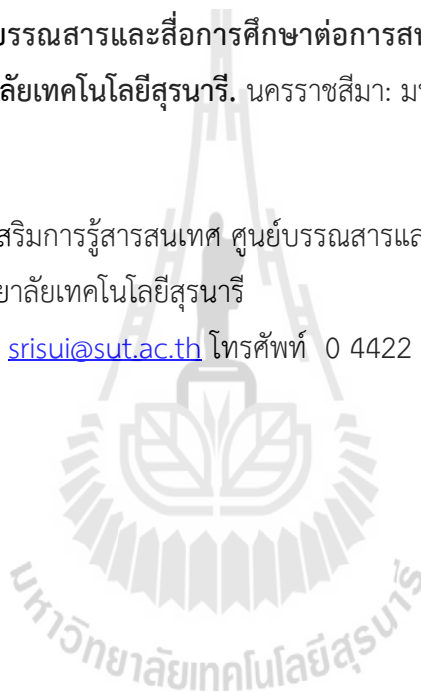 บรรณสารและสื่อการศึกษาต่อการสน
ลัยเทคโนโลยีสุรนารี. นครราชสีมา: มห
สริมการรู้สารสนเทศ ศูนย์บรรณสารและ
ยาลัยเทคโนโลยีสุรนารี
srisui@sut.ac.th โทรศัพท์ 0 4422
มหาวิทยาลัยเทคโนโลยีสุรนารี